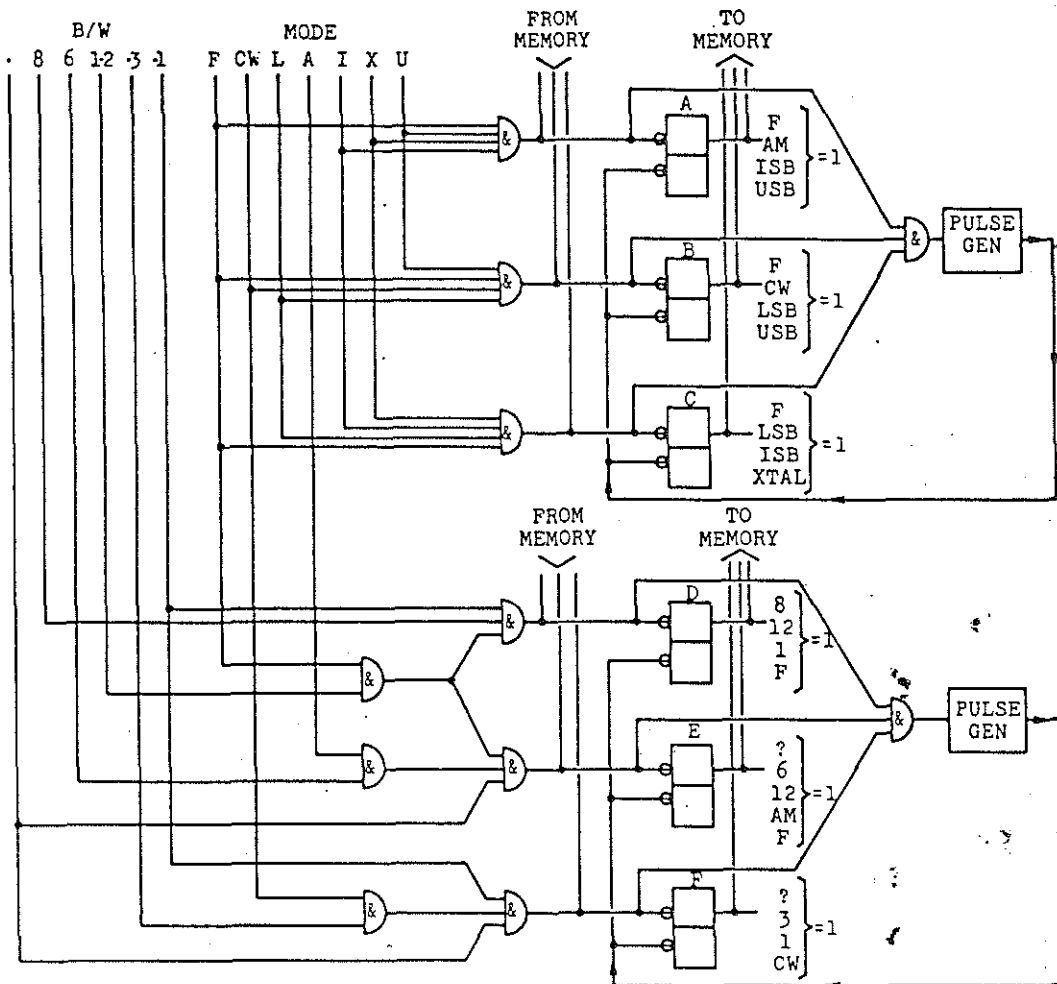 B/W
MODE
FROM MEMORY
TO MEMORY
. 8 6 1·2 ·3 ·1
F CW L A I X U
&
A
F
AM
ISB
USB
=1
&
PULSE GEN
&
B
F
CW
LSB
USB
=1
&
C
F
LSB
ISB
XTAL
=1
FROM MEMORY
TO MEMORY
&
D
8
12
1
F
=1
&
&
PULSE GEN
&
&
E
?
6
12
AM
F
=1
&
&
F
?
3
1
CW
=1